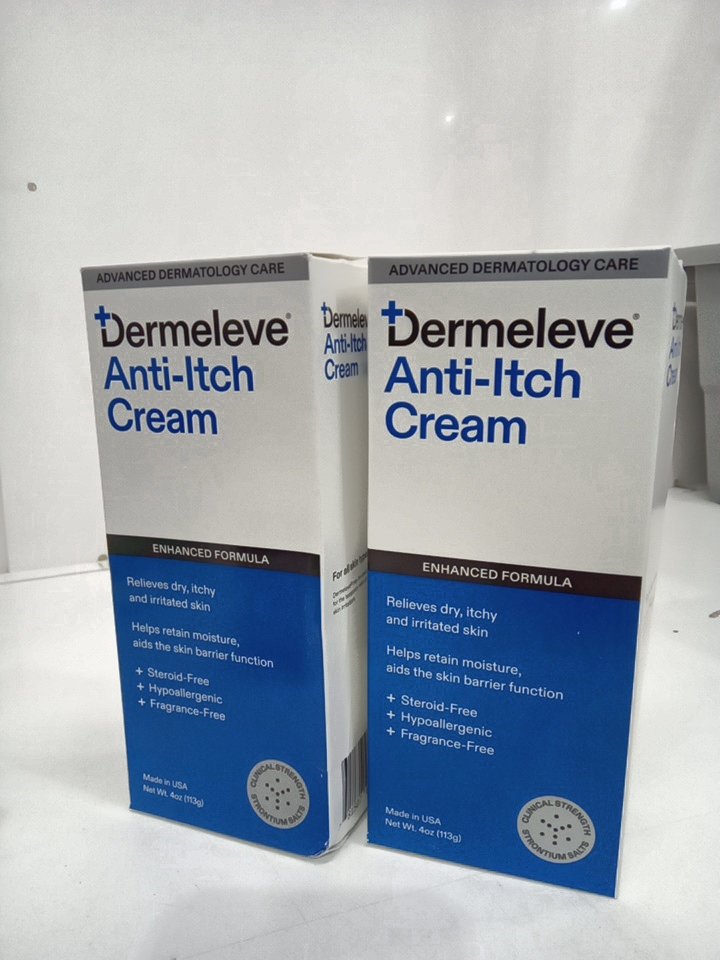 ADVANCED DERMATOLOGY CARE
Dermeleve®
Anti-Itch
Cream
ENHANCED FORMULA
Relieves dry, itchy
and irritated skin
Helps retain moisture,
aids the skin barrier function
+ Steroid-Free
+ Hypoallergenic
+ Fragrance-Free
Made in USA
Net Wt. 4oz (113g)
CLINICAL STRENGTH
STRONTIUM SALTS
Anti-Itch
Cream
For all skin
ADVANCED DERMATOLOGY CARE
Dermeleve®
Anti-Itch
Cream
ENHANCED FORMULA
Relieves dry, itchy
and irritated skin
Helps retain moisture,
aids the skin barrier function
+ Steroid-Free
+ Hypoallergenic
+ Fragrance-Free
Made in USA
Net Wt. 4oz (113g)
CLINICAL STRENGTH
STRONTIUM SALTS